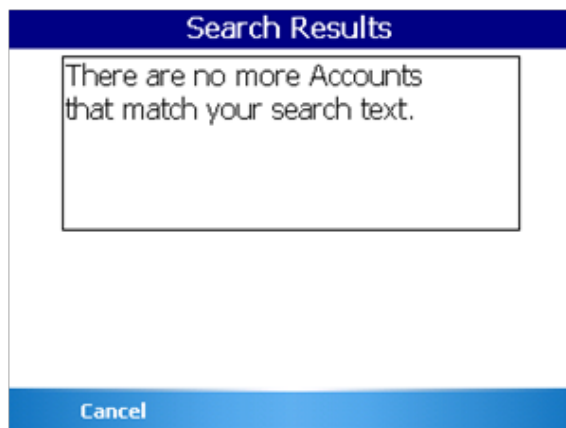 Search Results
There are no more Accounts
that match your search text.
Cancel